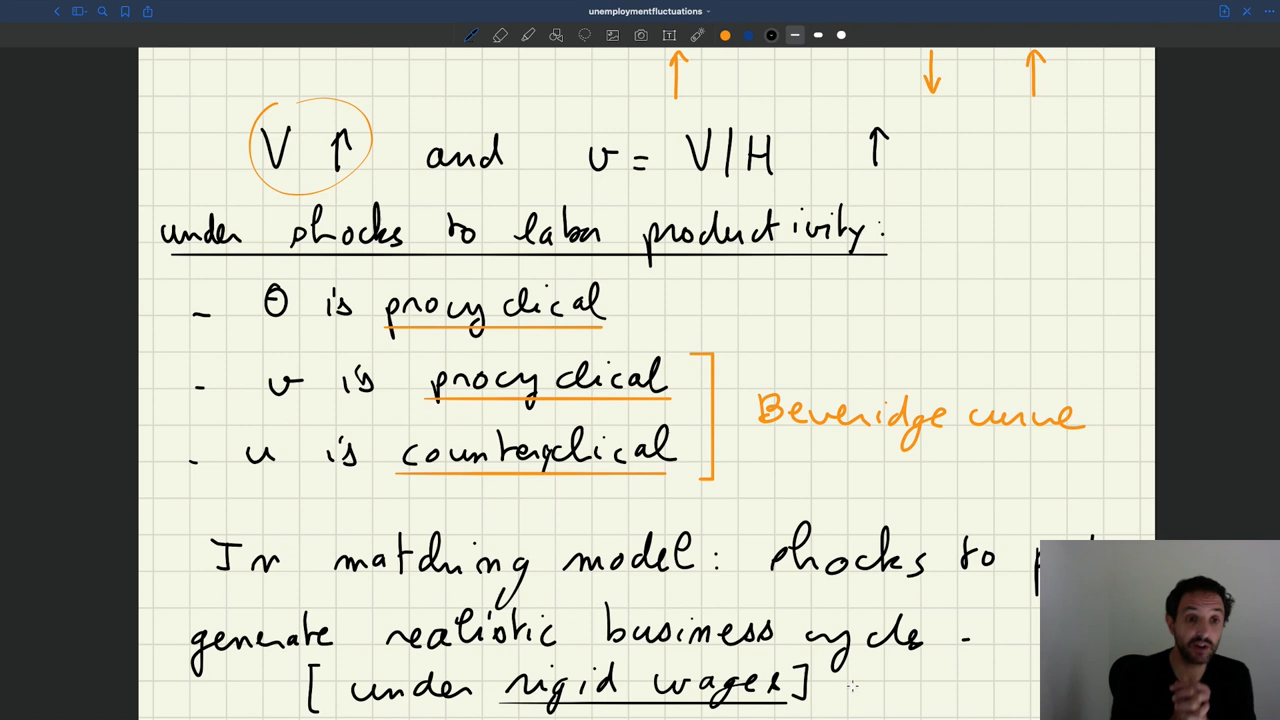 unemploymentfluctuations
V ↑ and v = V/H ↑
under shocks to labor productivity:
- θ is procyclical
- v is procyclical
- u is countercyclical
Beveridge curve
In matching model: shocks to
generate realistic business cycle -
[under rigid wages]